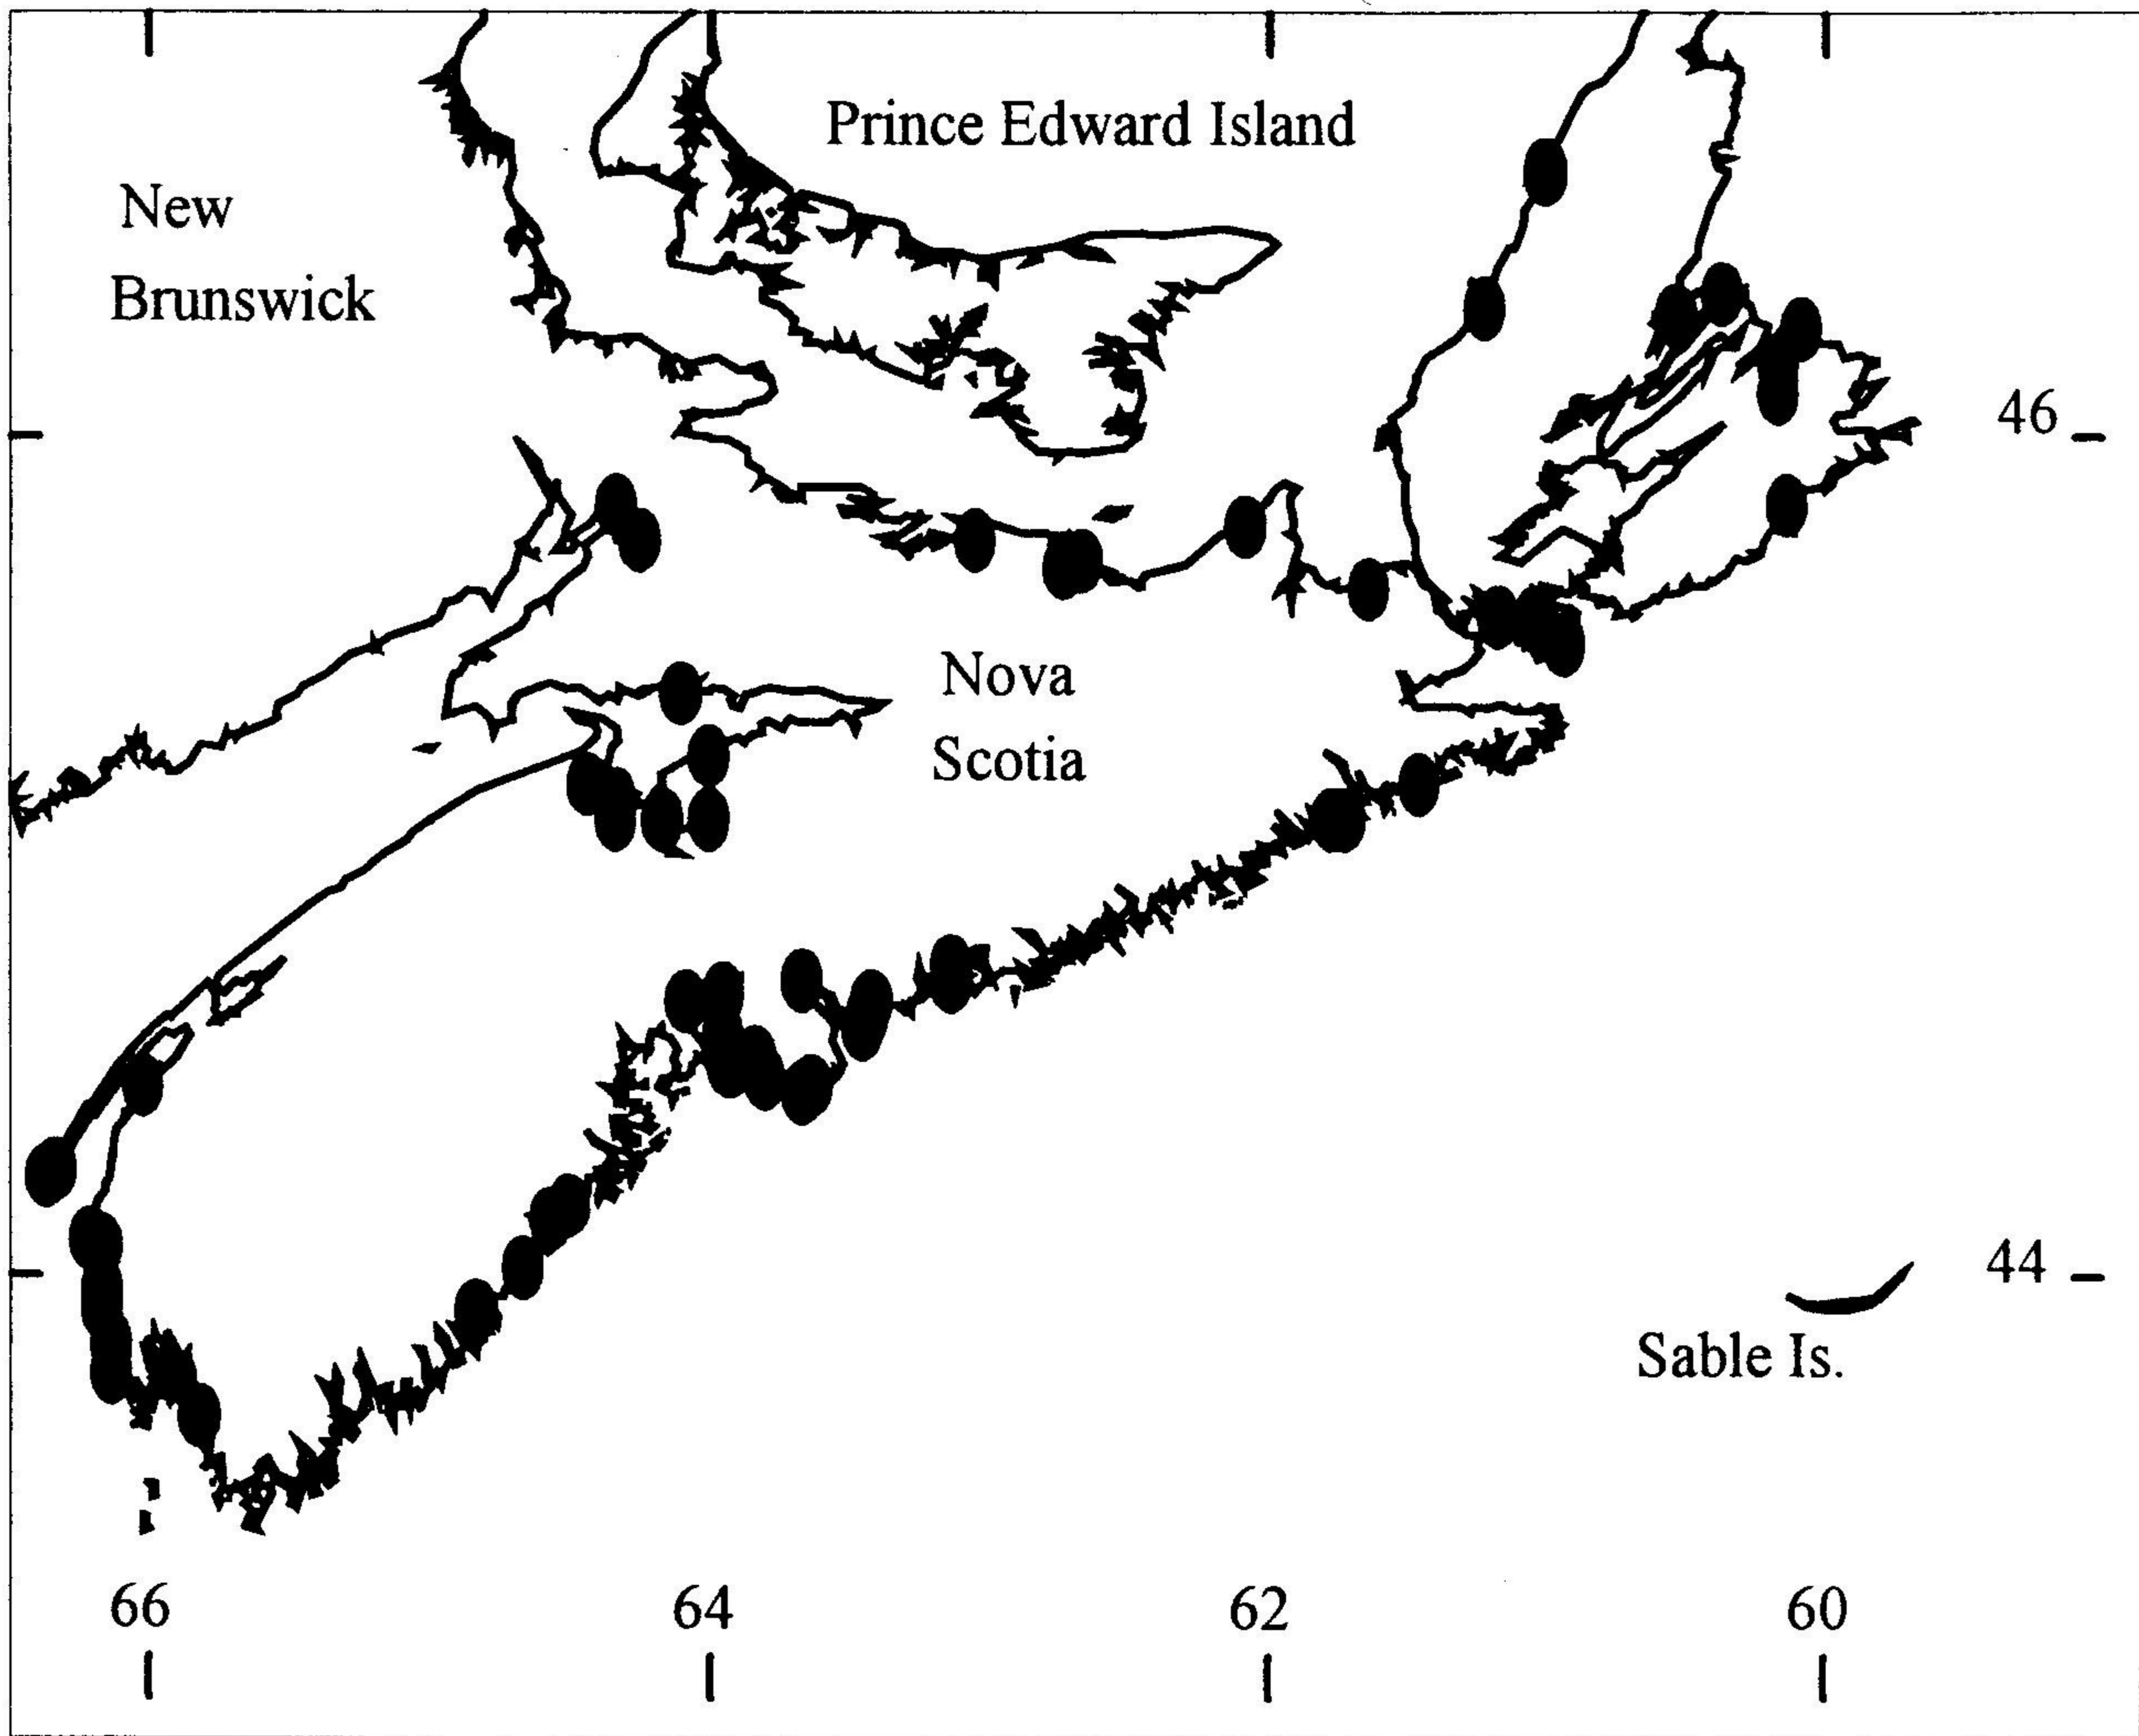 Prince Edward Island
New
Brunswick
46
Nova
Scotia
44
Sable Is.
66
64
62
60